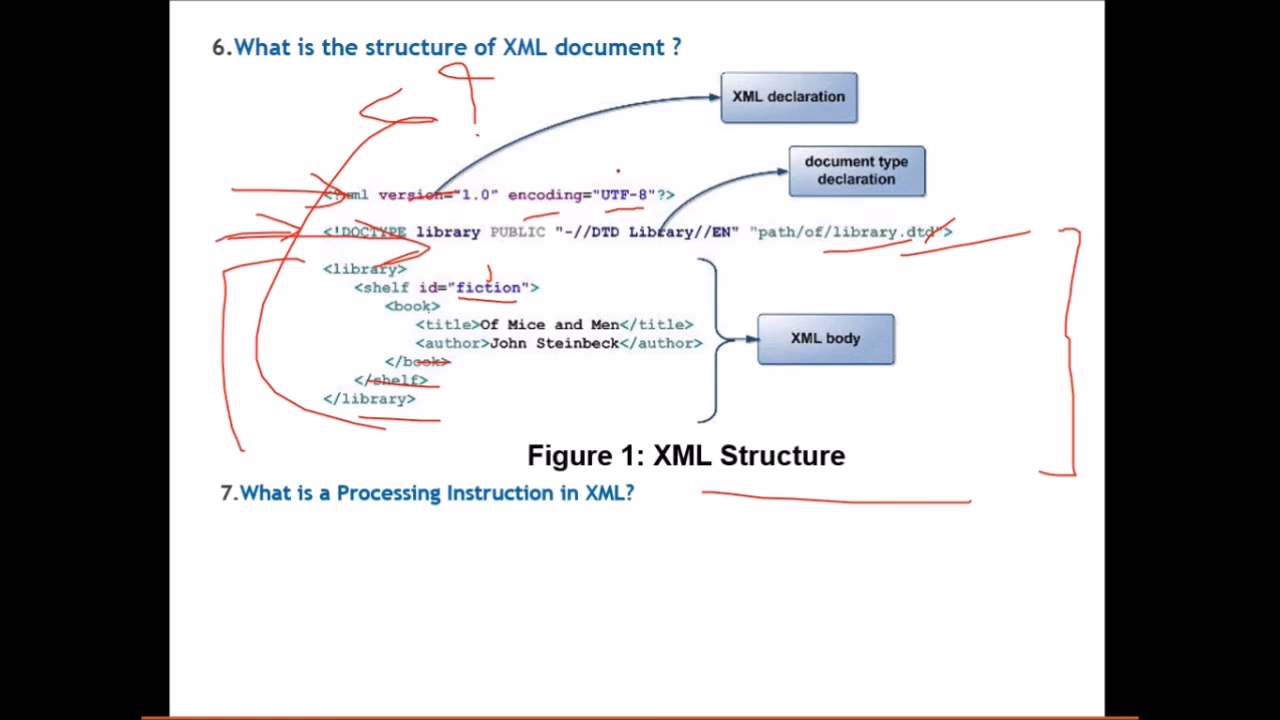 6.What is the structure of XML document ?
XML declaration
document type
declaration
<?xml version="1.0" encoding="UTF-8"?>
<!DOCTYPE library PUBLIC "-//DTD Library//EN" "path/of/library.dtd">
<library>
<shelf id="fiction">
<book>
<title>Of Mice and Men</title>
<author>John Steinbeck</author>
XML body
</book>
</shelf>
</library>
Figure 1: XML Structure
7.What is a Processing Instruction in XML?